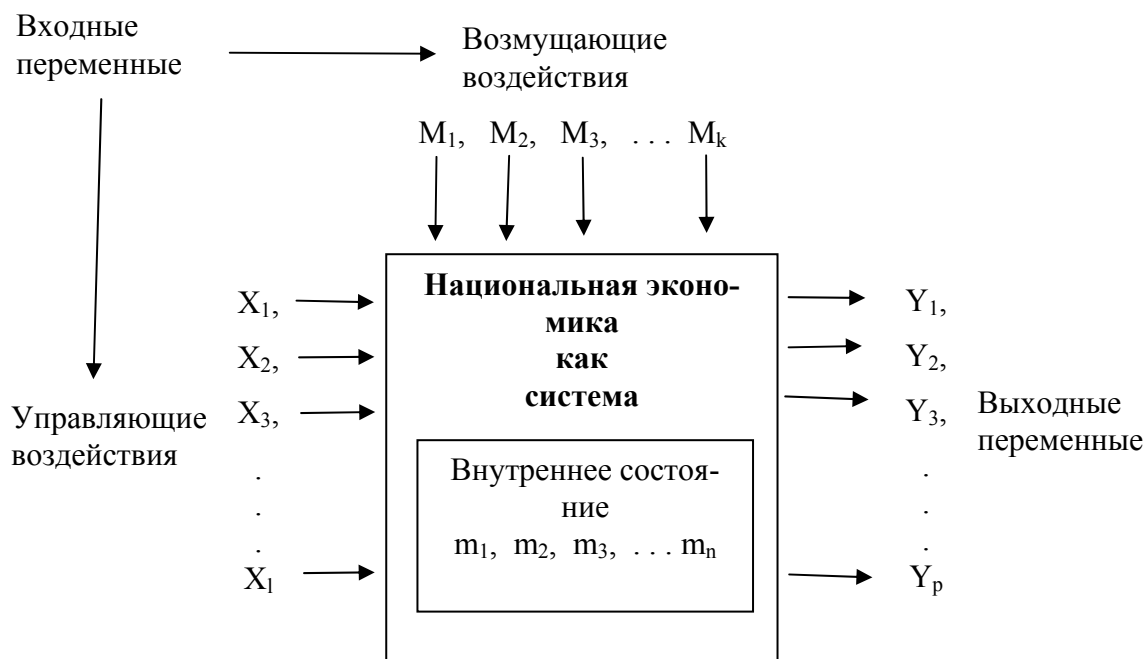 Входные
переменные
Возмущающие
воздействия
M₁, M₂, M₃, . . . Mₖ
Национальная эконо-
мика
как
система
X₁,
X₂,
X₃,
.
.
.
Xₗ
Управляющие
воздействия
Внутреннее состоя-
ние
m₁, m₂, m₃, . . . mₙ
Y₁,
Y₂,
Y₃,
.
.
.
Yₚ
Выходные
переменные